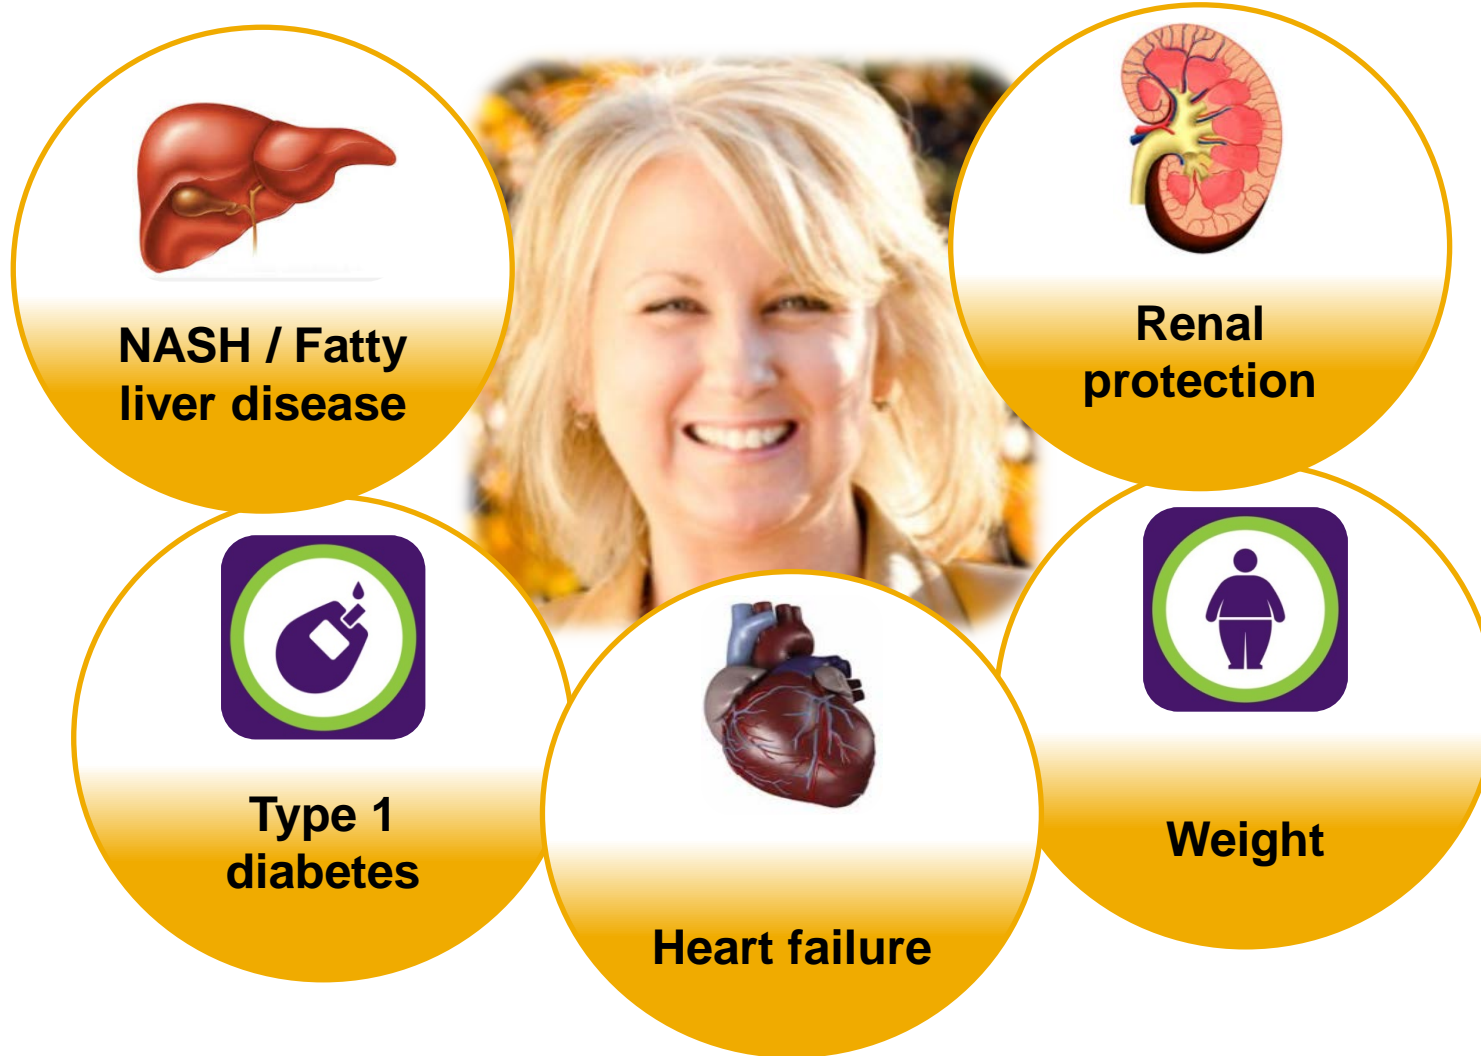 NASH / Fatty
liver disease
Renal
protection
Type 1
diabetes
Heart failure
Weight